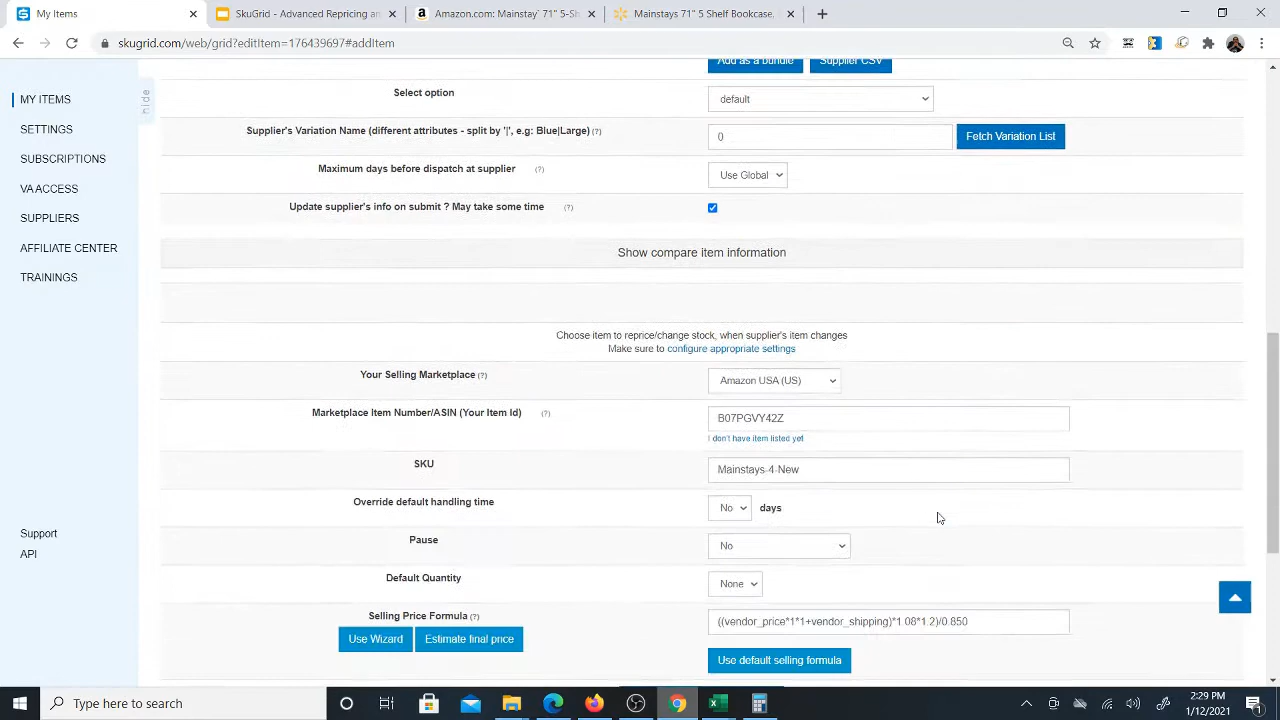 My Items
SkuGrid - Advanced Repricing an
Amazon.com: Mainstay` 71" 5-Sh
Mainstays 71" 5 Shelf Bookcase,
skugrid.com/web/grid?editItem=176439697#addItem
hide
MY ITEMS
SETTINGS
SUBSCRIPTIONS
VA ACCESS
SUPPLIERS
AFFILIATE CENTER
TRAININGS
Support
API
Add as a bundle
Supplier CSV
Select option
default
Supplier's Variation Name (different attributes - split by '|', e.g: Blue|Large) (?)
()
Fetch Variation List
Maximum days before dispatch at supplier (?)
Use Global
Update supplier's info on submit ? May take some time (?)
Show compare item information
Choose item to reprice/change stock, when supplier's item changes
Make sure to configure appropriate settings
Your Selling Marketplace (?)
Amazon USA (US)
Marketplace Item Number/ASIN (Your Item Id) (?)
B07PGVY42Z
I don't have item listed yet
SKU
Mainstays-4-New
Override default handling time
No
days
Pause
No
Default Quantity
None
Selling Price Formula (?)
((vendor_price*1*1+vendor_shipping)*1.08*1.2)/0.850
Use Wizard
Estimate final price
Use default selling formula
Type here to search
2:29 PM
1/12/2021